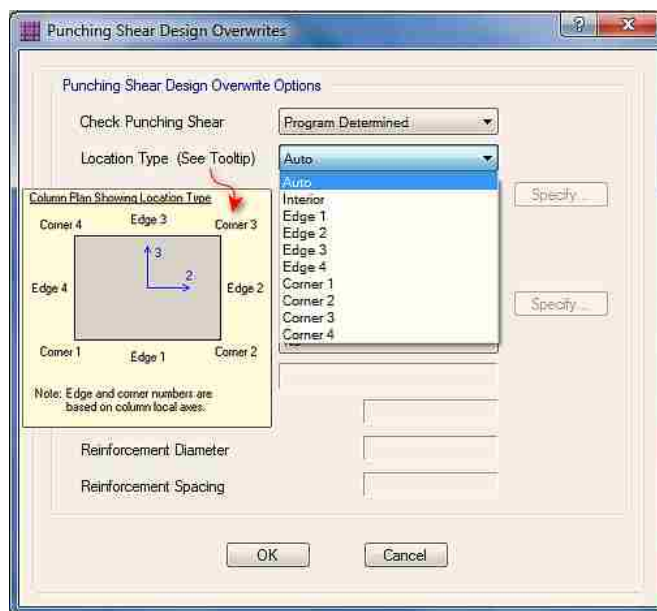 Punching Shear Design Overwrites
Punching Shear Design Overwrite Options
Check Punching Shear
Program Determined
Location Type (See Tooltip)
Auto
Auto
Interior
Edge 1
Edge 2
Edge 3
Edge 4
Corner 1
Corner 2
Corner 3
Corner 4
Specify...
Specify...
Column Plan Showing Location Type
Corner 4
Edge 3
Corner 3
3
2
Edge 4
Edge 2
Corner 1
Edge 1
Corner 2
Note: Edge and corner numbers are
based on column local axes.
Reinforcement Diameter
Reinforcement Spacing
OK
Cancel